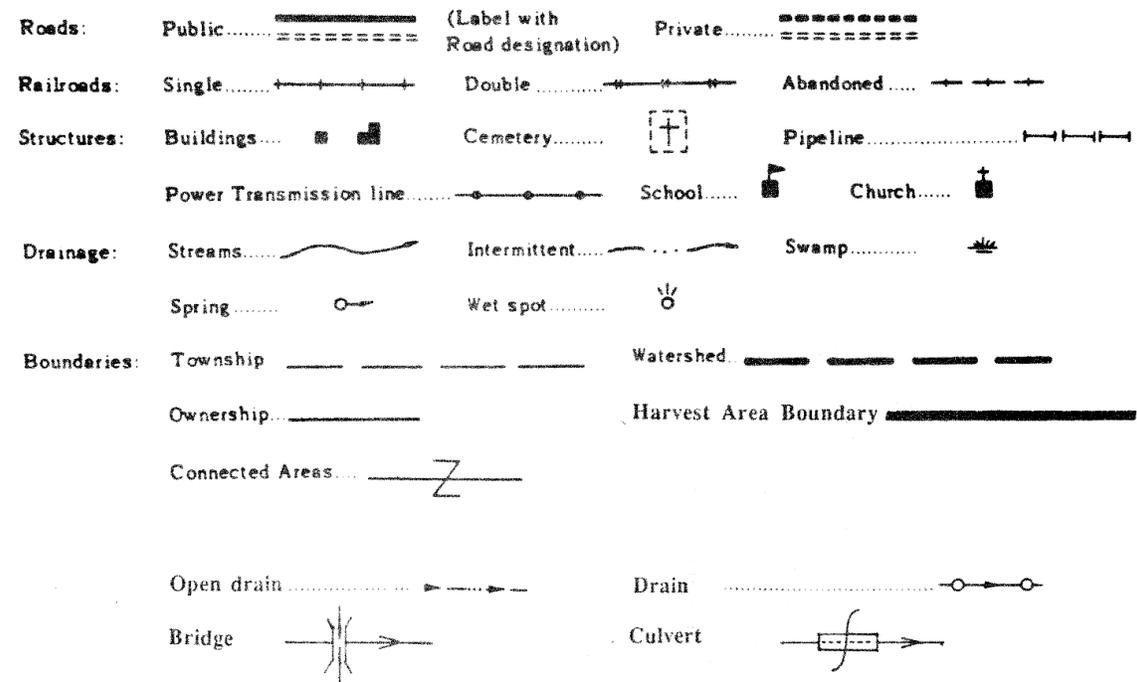 Roads: Public........ (Label with Road designation) Private.........
Railroads: Single........ Double ............ Abandoned .....
Structures: Buildings.... Cemetery......... Pipeline...........................
Power Transmission line........ School...... Church......
Drainage: Streams...... Intermittent..... Swamp............
Spring ........ Wet spot..........
Boundaries: Township Watershed..
Ownership... Harvest Area Boundary
Connected Areas....
Open drain ...................... Drain .....................................
Bridge Culvert